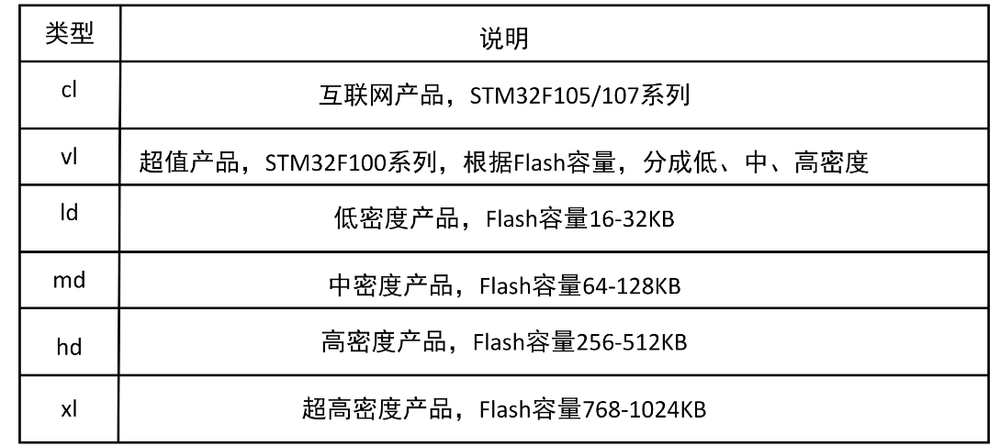 类型 说明
cl 互联网产品，STM32F105/107系列
vl 超值产品，STM32F100系列，根据Flash容量，分成低、中、高密度
ld 低密度产品，Flash容量16-32KB
md 中密度产品，Flash容量64-128KB
hd 高密度产品，Flash容量256-512KB
xl 超高密度产品，Flash容量768-1024KB